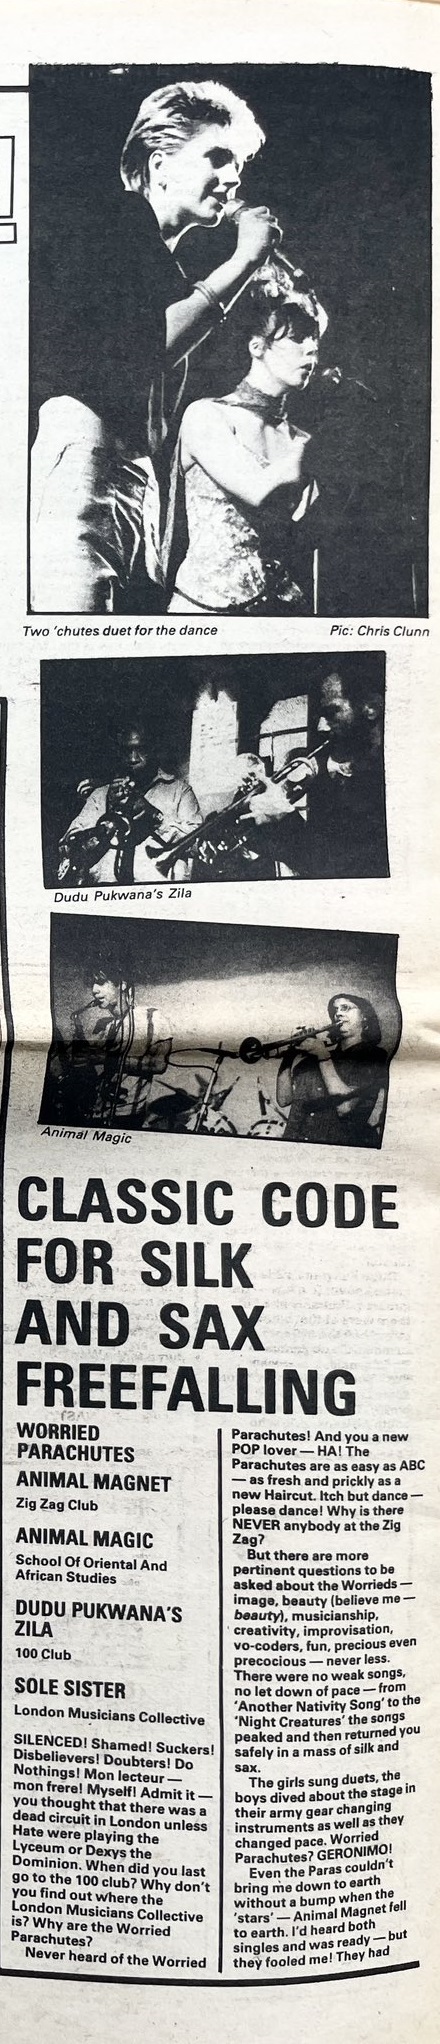 Two 'chutes duet for the dance
Pic: Chris Clunn
Dudu Pukwana's Zila
Animal Magic
CLASSIC CODE
FOR SILK
AND SAX
FREEFALLING
WORRIED
PARACHUTES
ANIMAL MAGNET
Zig Zag Club
ANIMAL MAGIC
School Of Oriental And
African Studies
DUDU PUKWANA'S
ZILA
100 Club
SOLE SISTER
London Musicians Collective
SILENCED! Shamed! Suckers!
Disbelievers! Doubters! Do
Nothings! Mon lecteur —
mon frere! Myself! Admit it —
you thought that there was a
dead circuit in London unless
Hate were playing the
Lyceum or Dexys the
Dominion. When did you last
go to the 100 club? Why don't
you find out where the
London Musicians Collective
is? Why are the Worried
Parachutes?
Never heard of the Worried
Parachutes! And you a new
POP lover — HA! The
Parachutes are as easy as ABC
— as fresh and prickly as a
new Haircut. Itch but dance —
please dance! Why is there
NEVER anybody at the Zig
Zag?
But there are more
pertinent questions to be
asked about the Worrieds —
image, beauty (believe me —
beauty), musicianship,
creativity, improvisation,
vo-coders, fun, precious even
precocious — never less.
There were no weak songs,
no let down of pace — from
'Another Nativity Song' to the
'Night Creatures' the songs
peaked and then returned you
safely in a mass of silk and
sax.
The girls sung duets, the
boys dived about the stage in
their army gear changing
instruments as well as they
changed pace. Worried
Parachutes? GERONIMO!
Even the Paras couldn't
bring me down to earth
without a bump when the
'stars' — Animal Magnet fell
to earth. I'd heard both
singles and was ready — but
they fooled me! They had